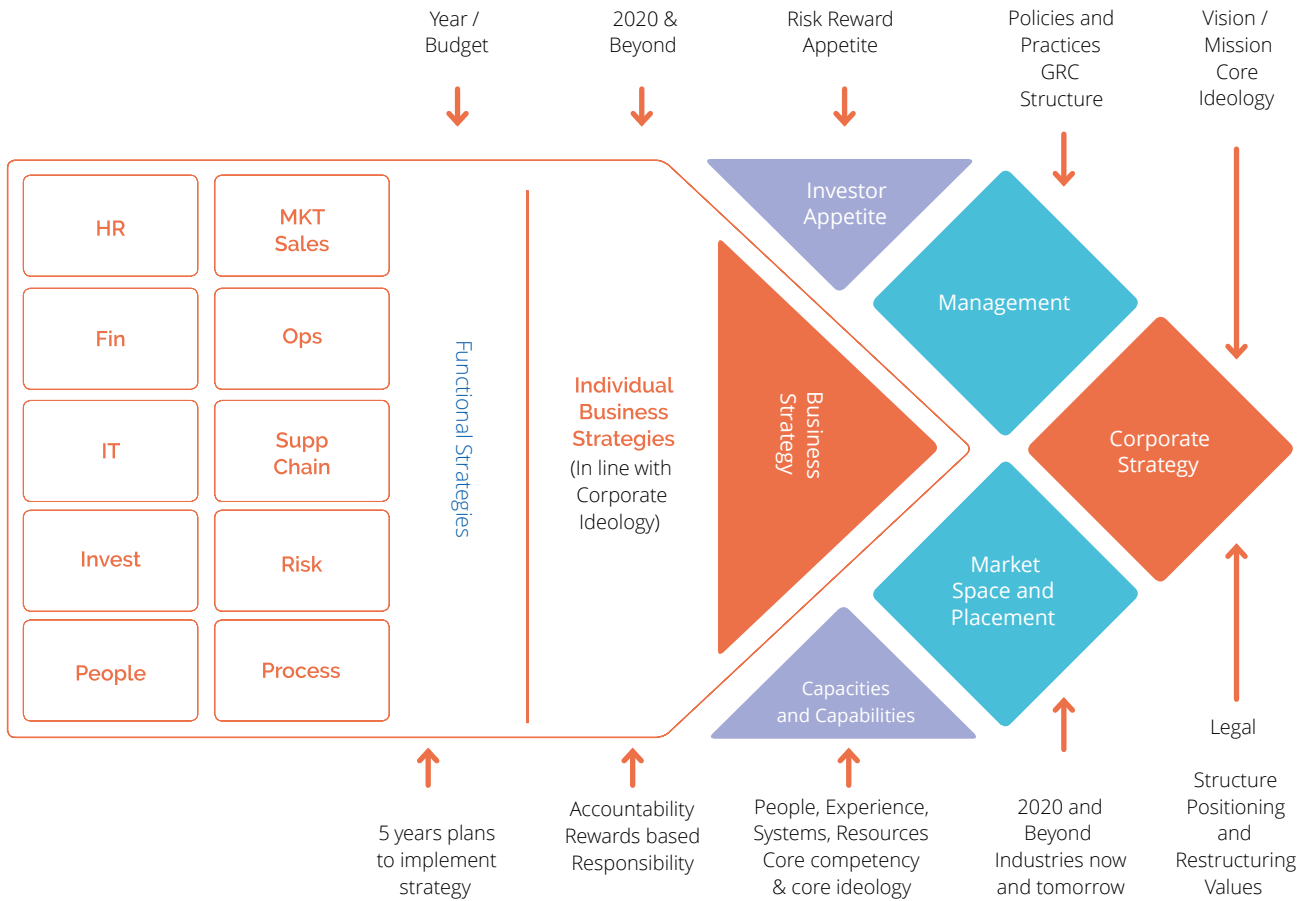 Year /
Budget
2020 &
Beyond
Risk Reward
Appetite
Policies and
Practices
GRC
Structure
Vision /
Mission
Core
Ideology
HR
MKT
Sales
Fin
Ops
IT
Supp
Chain
Invest
Risk
People
Process
Functional Strategies
Individual
Business
Strategies
(In line with
Corporate
Ideology)
Business
Strategy
Investor
Appetite
Management
Corporate
Strategy
Market
Space and
Placement
Capacities
and Capabilities
5 years plans
to implement
strategy
Accountability
Rewards based
Responsibility
People, Experience,
Systems, Resources
Core competency
& core ideology
2020 and
Beyond
Industries now
and tomorrow
Legal
Structure
Positioning
and
Restructuring
Values